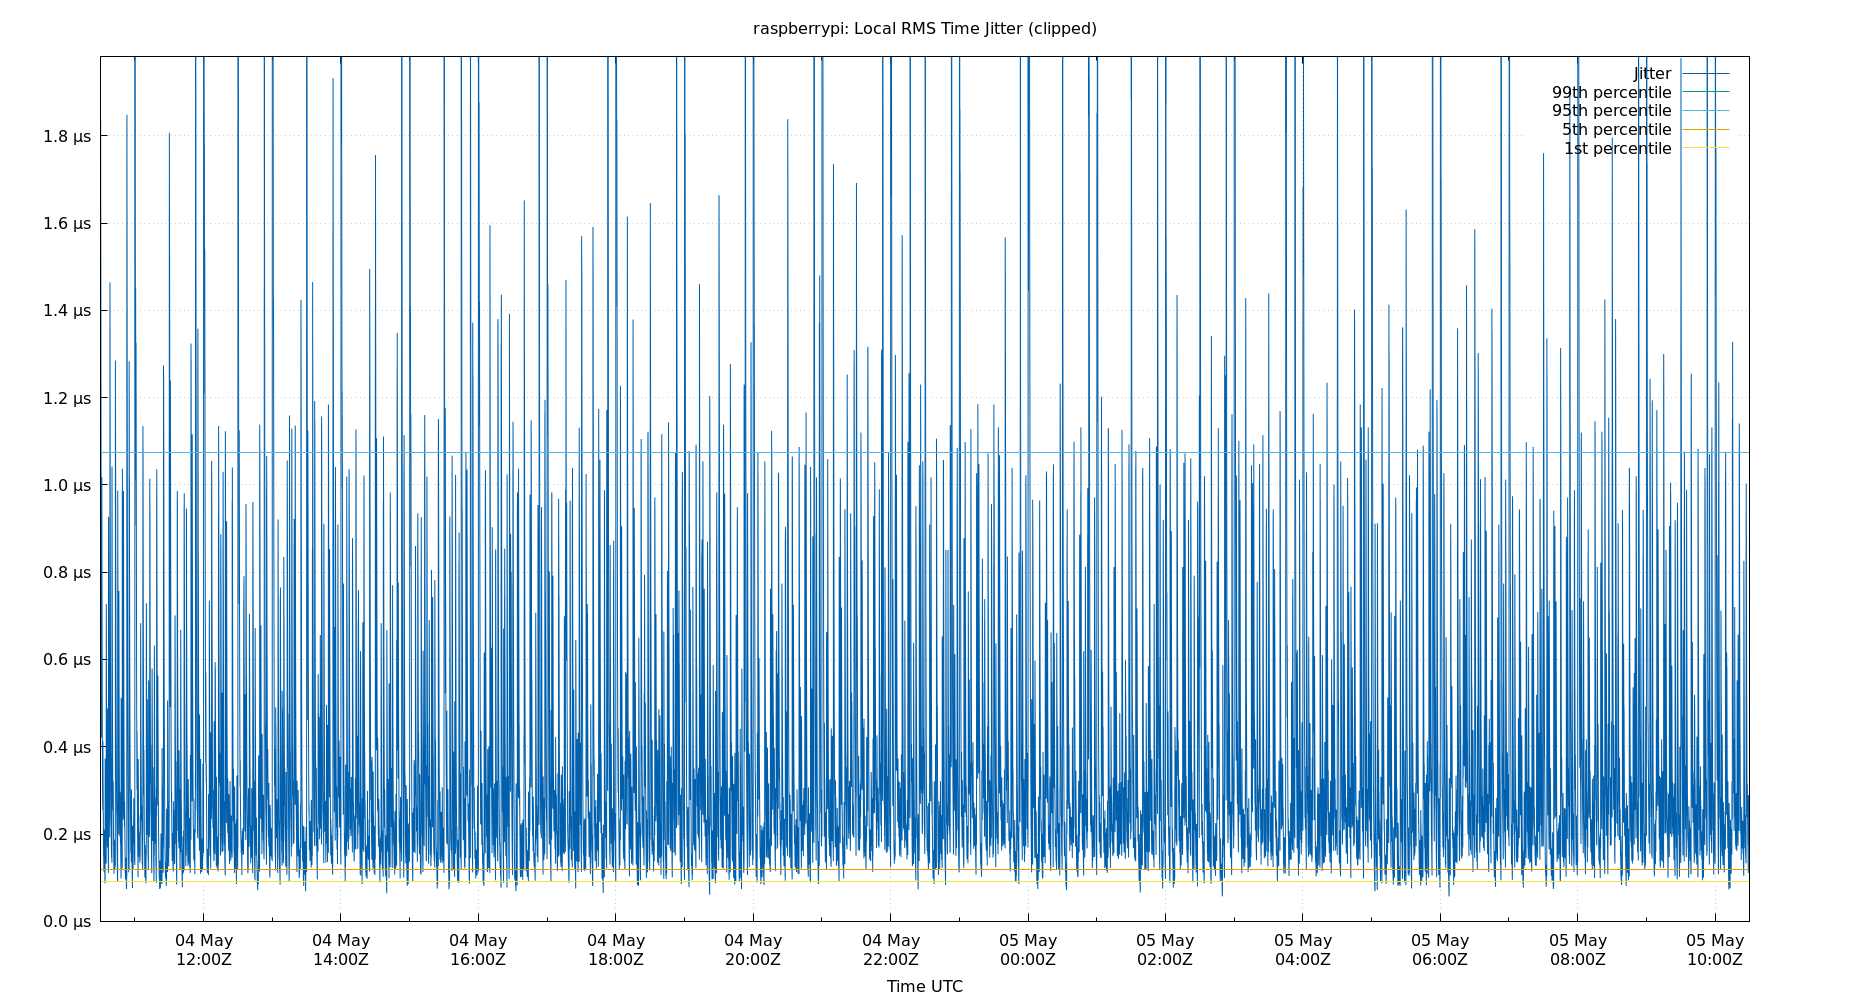 raspberrypi: Local RMS Time Jitter (clipped)
Jitter
99th percentile
95th percentile
5th percentile
1st percentile
1.8 µs
1.6 µs
1.4 µs
1.2 µs
1.0 µs
0.8 µs
0.6 µs
0.4 µs
0.2 µs
0.0 µs
04 May 04 May 04 May 04 May 04 May 04 May 05 May 05 May 05 May 05 May 05 May 05 May
12:00Z 14:00Z 16:00Z 18:00Z 20:00Z 22:00Z 00:00Z 02:00Z 04:00Z 06:00Z 08:00Z 10:00Z
Time UTC